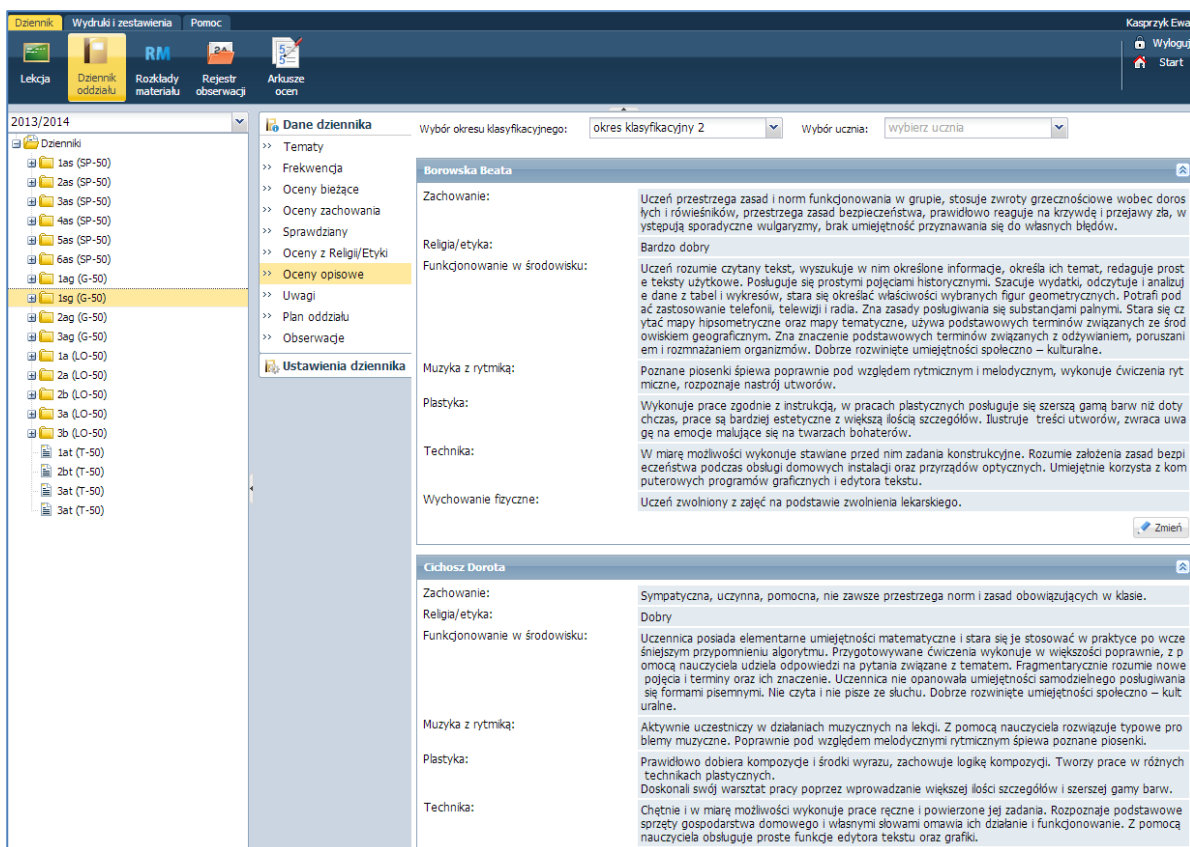 Dziennik Wydruki i zestawienia Pomoc Kasprzyk Ewa
Wyloguj
Start
Lekcja Dziennik oddziału Rozkłady materiału Rejestr obserwacji Arkusze ocen
RM
2013/2014
Dzienniki
1as (SP-50)
2as (SP-50)
3as (SP-50)
4as (SP-50)
5as (SP-50)
6as (SP-50)
1ag (G-50)
1sg (G-50)
2ag (G-50)
3ag (G-50)
1a (LO-50)
2a (LO-50)
2b (LO-50)
3a (LO-50)
3b (LO-50)
1at (T-50)
2bt (T-50)
3at (T-50)
3at (T-50)
Dane dziennika
Tematy
Frekwencja
Oceny bieżące
Oceny zachowania
Sprawdziany
Oceny z Religii/Etyki
Oceny opisowe
Uwagi
Plan oddziału
Obserwacje
Ustawienia dziennika
Wybór okresu klasyfikacyjnego: okres klasyfikacyjny 2 Wybór ucznia: wybierz ucznia
Borowska Beata
Zachowanie:
Uczeń przestrzega zasad i norm funkcjonowania w grupie, stosuje zwroty grzecznościowe wobec doros
łych i rówieśników, przestrzega zasad bezpieczeństwa, prawidłowo reaguje na krzywdę i przejawy zła, w
ystępują sporadyczne wulgaryzmy, brak umiejętność przyznawania się do własnych błędów.
Religia/etyka:
Bardzo dobry
Funkcjonowanie w środowisku:
Uczeń rozumie czytany tekst, wyszukuje w nim określone informacje, określa ich temat, redaguje prost
e teksty użytkowe. Posługuje się prostymi pojęciami historycznymi. Szacuje wydatki, odczytuje i analizuj
e dane z tabel i wykresów, stara się określać właściwości wybranych figur geometrycznych. Potrafi pod
ać zastosowanie telefonii, telewizji i radia. Zna zasady posługiwania się substancjami palnymi. Stara się cz
ytać mapy hipsometryczne oraz mapy tematyczne, używa podstawowych terminów związanych ze środ
owiskiem geograficznym. Zna znaczenie podstawowych terminów związanych z odżywianiem, poruszani
em i rozmnażaniem organizmów. Dobrze rozwinięte umiejętności społeczno – kulturalne.
Muzyka z rytmiką:
Poznane piosenki śpiewa poprawnie pod względem rytmicznym i melodycznym, wykonuje ćwiczenia ryt
miczne, rozpoznaje nastrój utworów.
Plastyka:
Wykonuje prace zgodnie z instrukcją, w pracach plastycznych posługuje się szerszą gamą barw niż doty
chczas, prace są bardziej estetyczne z większą ilością szczegółów. Ilustruje treści utworów, zwraca uwa
gę na emocje malujące się na twarzach bohaterów.
Technika:
W miarę możliwości wykonuje stawiane przed nim zadania konstrukcyjne. Rozumie założenia zasad bezpi
eczeństwa podczas obsługi domowych instalacji oraz przyrządów optycznych. Umiejętnie korzysta z kom
puterowych programów graficznych i edytora tekstu.
Wychowanie fizyczne:
Uczeń zwolniony z zajęć na podstawie zwolnienia lekarskiego.
Zmień
Cichosz Dorota
Zachowanie:
Sympatyczna, uczynna, pomocna, nie zawsze przestrzega norm i zasad obowiązujących w klasie.
Religia/etyka:
Dobry
Funkcjonowanie w środowisku:
Uczennica posiada elementarne umiejętności matematyczne i stara się je stosować w praktyce po wcze
śniejszym przypomnieniu algorytmu. Przygotowywane ćwiczenia wykonuje w większości poprawnie, z p
omocą nauczyciela udziela odpowiedzi na pytania związane z tematem. Fragmentarycznie rozumie nowe
pojęcia i terminy oraz ich znaczenie. Uczennica nie opanowała umiejętności samodzielnego posługiwania
się formami pisemnymi. Nie czyta i nie pisze ze słuchu. Dobrze rozwinięte umiejętności społeczno – kult
uralne.
Muzyka z rytmiką:
Aktywnie uczestniczy w działaniach muzycznych na lekcji. Z pomocą nauczyciela rozwiązuje typowe pro
blemy muzyczne. Poprawnie pod względem melodycznymi rytmicznym śpiewa poznane piosenki.
Plastyka:
Prawidłowo dobiera kompozycje i środki wyrazu, zachowuje logikę kompozycji. Tworzy prace w różnych
technikach plastycznych.
Doskonali swój warsztat pracy poprzez wprowadzanie większej ilości szczegółów i szerszej gamy barw.
Technika:
Chętnie i w miarę możliwości wykonuje prace ręczne i powierzone jej zadania. Rozpoznaje podstawowe
sprzęty gospodarstwa domowego i własnymi słowami omawia ich działanie i funkcjonowanie. Z pomocą
nauczyciela obsługuje proste funkcje edytora tekstu oraz grafiki.